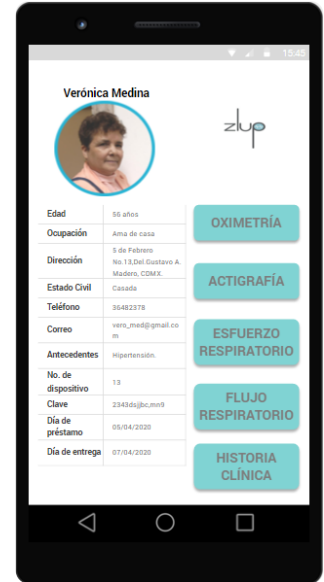 15:45
Verónica Medina
zlup
Edad 56 años
Ocupación Ama de casa
Dirección 5 de Febrero
No.13,Del Gustavo A.
Madero, CDMX.
Estado Civil Casada
Teléfono 36482378
Correo vero_med@gmail.co
m
Antecedentes Hipertensión.
No. de
dispositivo 13
Clave 2343dsjjbc,mn9
Día de
préstamo 05/04/2020
Día de entrega 07/04/2020
OXIMETRÍA
ACTIGRAFÍA
ESFUERZO
RESPIRATORIO
FLUJO
RESPIRATORIO
HISTORIA
CLÍNICA